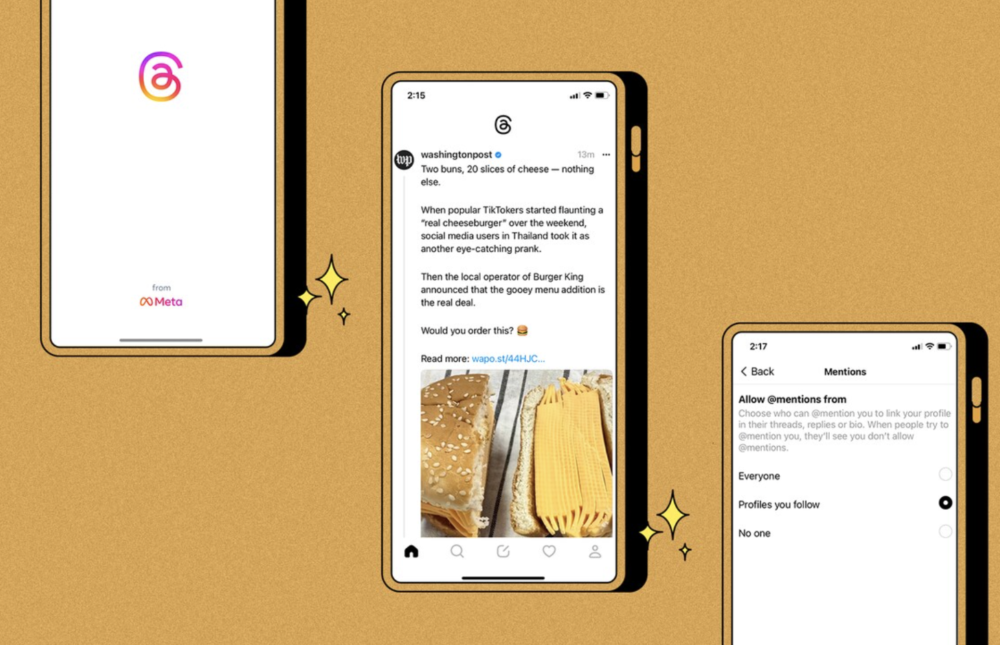 from
Meta
2:15
washingtonpost
13m
Two buns, 20 slices of cheese — nothing
else.
When popular TikTokers started flaunting a
“real cheeseburger” over the weekend,
social media users in Thailand took it as
another eye-catching prank.
Then the local operator of Burger King
announced that the gooey menu addition is
the real deal.
Would you order this? 🍔
Read more: wapo.st/44HJC...
2:17
Back
Mentions
Allow @mentions from
Choose who can @mention you to link your profile
in their threads, replies or bio. When people try to
@mention you, they’ll see you don’t allow
@mentions.
Everyone
Profiles you follow
No one